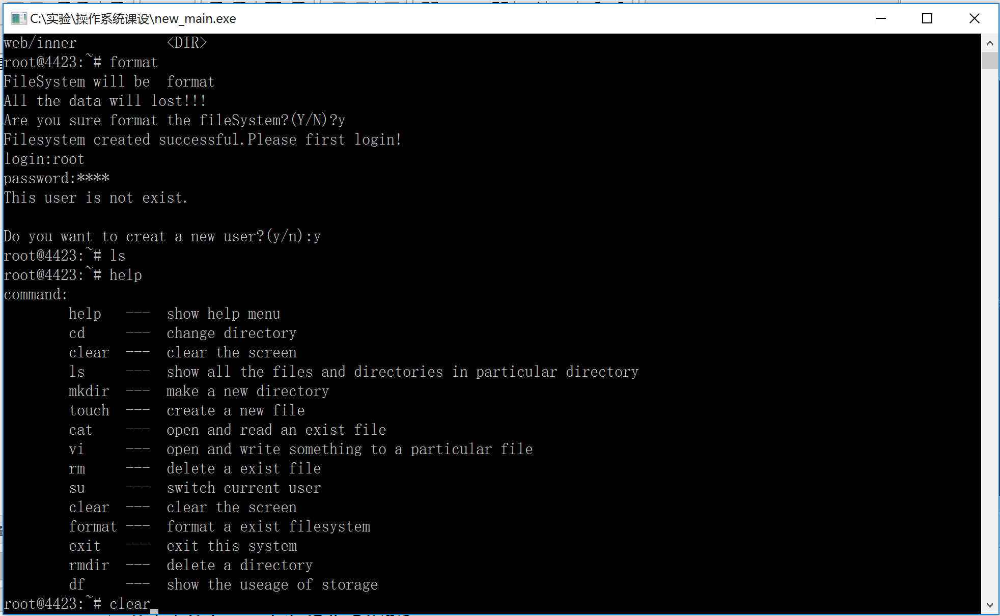 C:\实验\操作系统课设\new_main.exe
web/inner <DIR>
root@4423:~# format
FileSystem will be  format
All the data will lost!!!
Are you sure format the fileSystem?(Y/N)?y
Filesystem created successful.Please first login!
login:root
password:****
This user is not exist.
Do you want to creat a new user?(y/n):y
root@4423:~# ls
root@4423:~# help
command:
help --- show help menu
cd --- change directory
clear --- clear the screen
ls --- show all the files and directories in particular directory
mkdir --- make a new directory
touch --- create a new file
cat --- open and read an exist file
vi --- open and write something to a particular file
rm --- delete a exist file
su --- switch current user
clear --- clear the screen
format --- format a exist filesystem
exit --- exit this system
rmdir --- delete a directory
df --- show the useage of storage
root@4423:~# clear